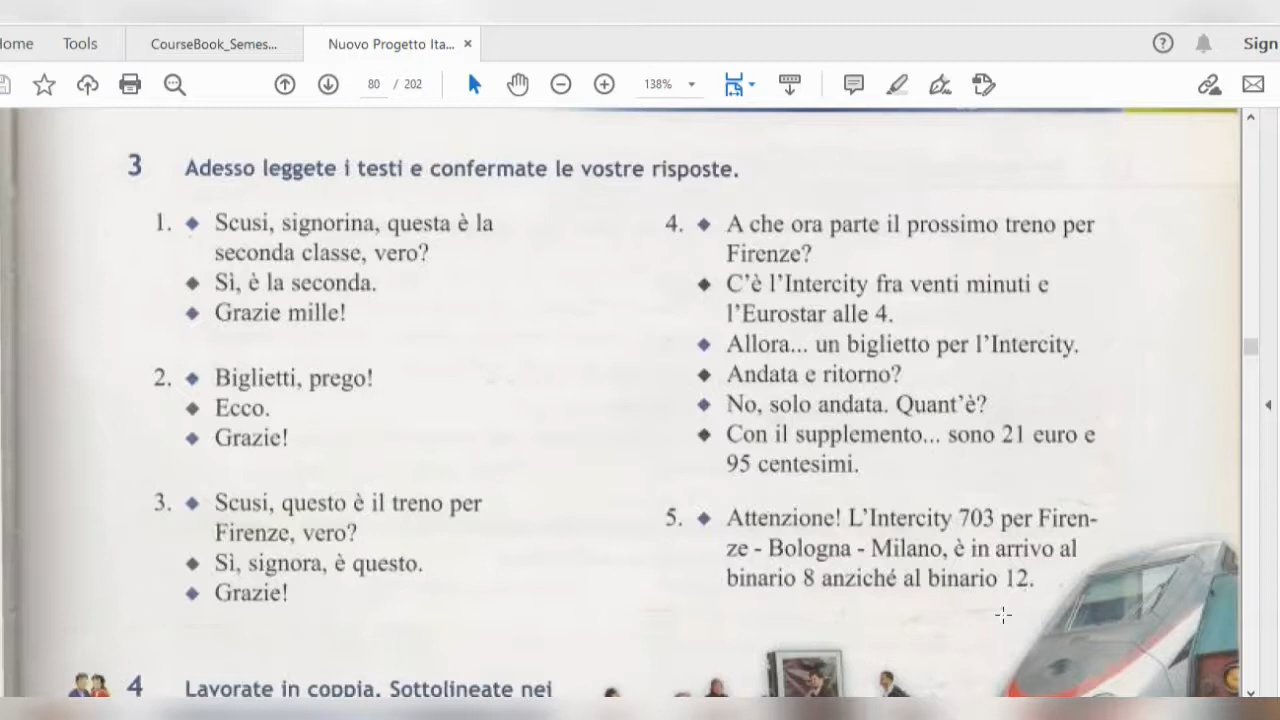 ome
Tools
CourseBook_Semes...
Nuovo Progetto Ita...
Sign
80 / 202
138%
3 Adesso leggete i testi e confermate le vostre risposte.
1. Scusi, signorina, questa è la
seconda classe, vero?
Sì, è la seconda.
Grazie mille!
2. Biglietti, prego!
Ecco.
Grazie!
3. Scusi, questo è il treno per
Firenze, vero?
Sì, signora, è questo.
Grazie!
4. A che ora parte il prossimo treno per
Firenze?
C'è l'Intercity fra venti minuti e
l'Eurostar alle 4.
Allora... un biglietto per l'Intercity.
Andata e ritorno?
No, solo andata. Quant'è?
Con il supplemento... sono 21 euro e
95 centesimi.
5. Attenzione! L'Intercity 703 per Firen-
ze - Bologna - Milano, è in arrivo al
binario 8 anziché al binario 12.
4 Lavorate in coppia. Sottolineate nei